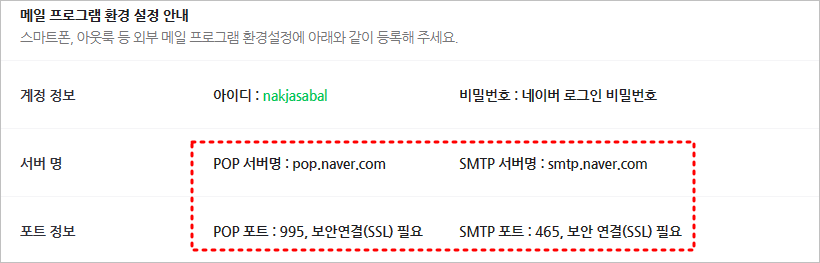 메일 프로그램 환경 설정 안내
스마트폰, 아웃룩 등 외부 메일 프로그램 환경설정에 아래와 같이 등록해 주세요.
계정 정보 아이디 : nakjasabal 비밀번호 : 네이버 로그인 비밀번호
서버 명 POP 서버명 : pop.naver.com SMTP 서버명 : smtp.naver.com
포트 정보 POP 포트 : 995, 보안연결(SSL) 필요 SMTP 포트 : 465, 보안 연결(SSL) 필요